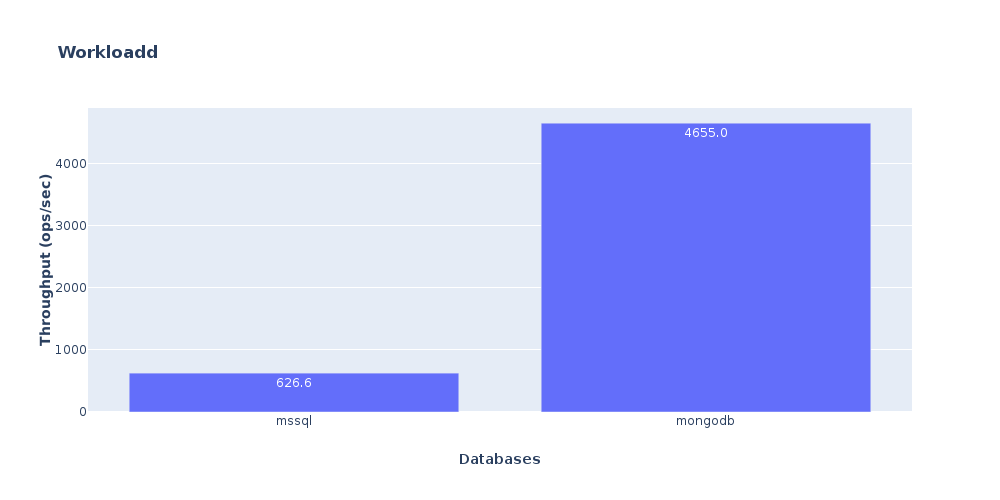 Workloadd
Throughput (ops/sec)
4000
3000
2000
1000
0
4655.0
626.6
mssql
mongodb
Databases